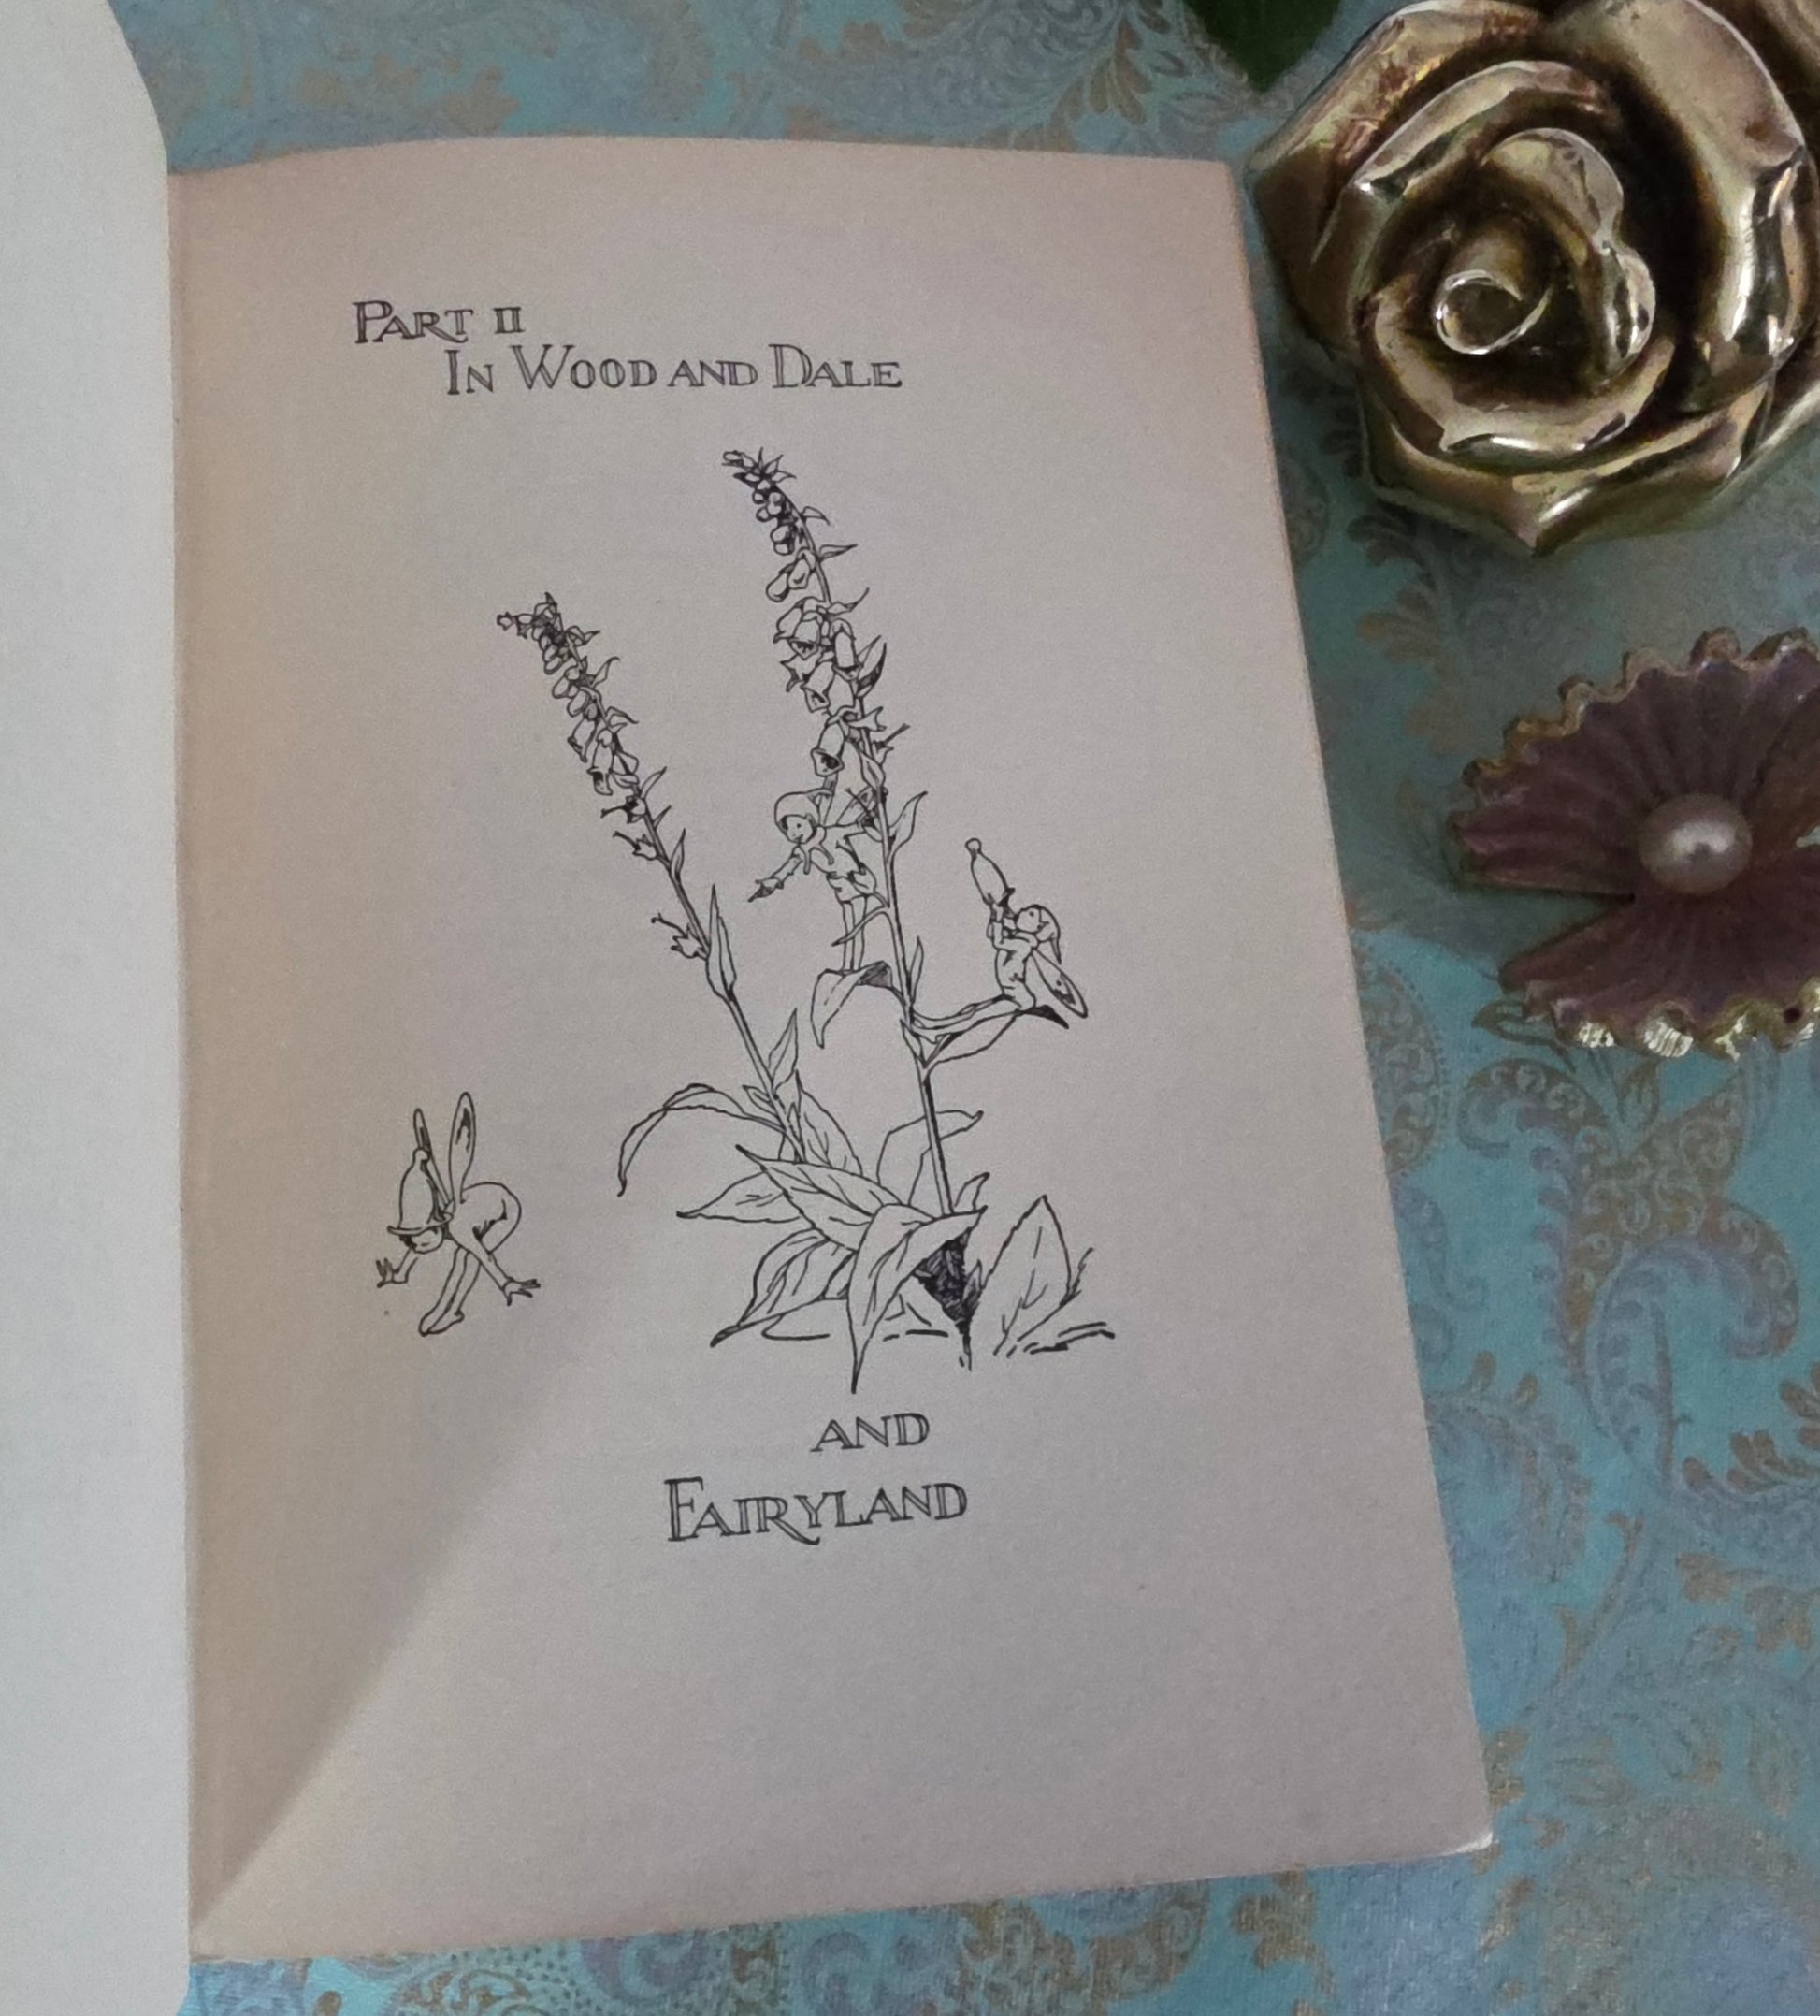 PART II
IN WOOD AND DALE
AND
FAIRYLAND